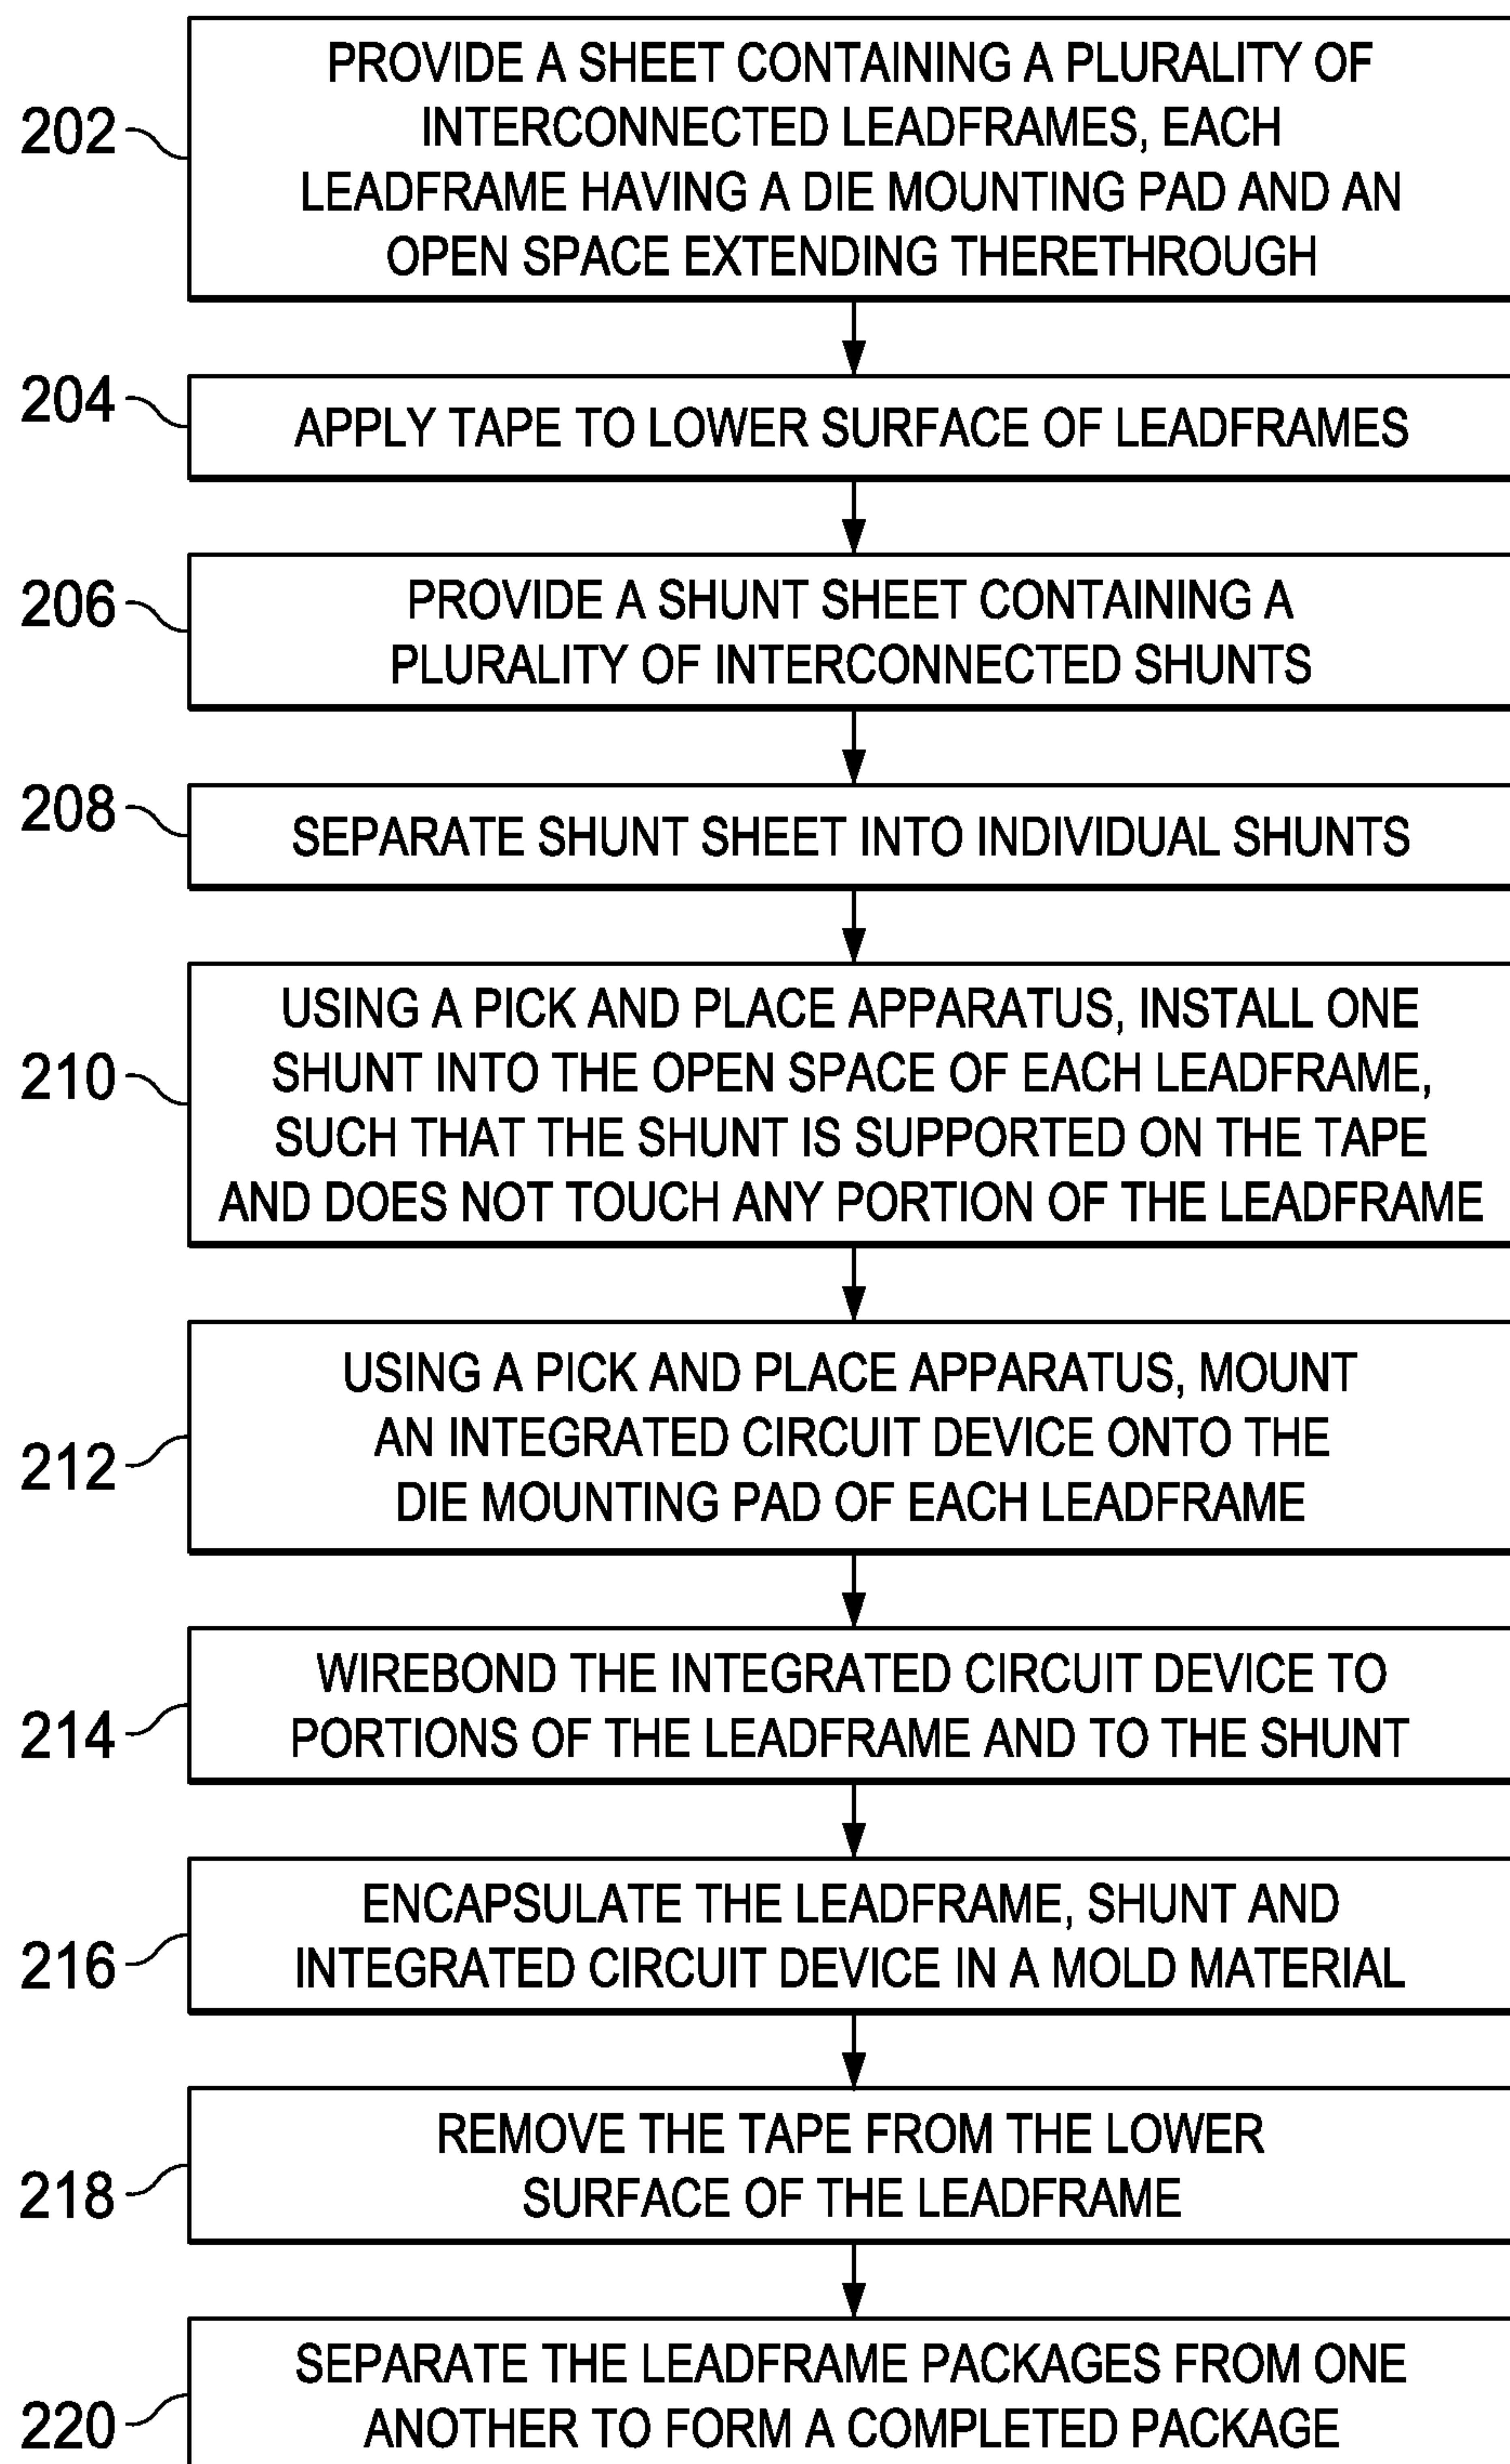 202
PROVIDE A SHEET CONTAINING A PLURALITY OF
INTERCONNECTED LEADFRAMES, EACH
LEADFRAME HAVING A DIE MOUNTING PAD AND AN
OPEN SPACE EXTENDING THERETHROUGH
204
APPLY TAPE TO LOWER SURFACE OF LEADFRAMES
206
PROVIDE A SHUNT SHEET CONTAINING A
PLURALITY OF INTERCONNECTED SHUNTS
208
SEPARATE SHUNT SHEET INTO INDIVIDUAL SHUNTS
210
USING A PICK AND PLACE APPARATUS, INSTALL ONE
SHUNT INTO THE OPEN SPACE OF EACH LEADFRAME,
SUCH THAT THE SHUNT IS SUPPORTED ON THE TAPE
AND DOES NOT TOUCH ANY PORTION OF THE LEADFRAME
212
USING A PICK AND PLACE APPARATUS, MOUNT
AN INTEGRATED CIRCUIT DEVICE ONTO THE
DIE MOUNTING PAD OF EACH LEADFRAME
214
WIREBOND THE INTEGRATED CIRCUIT DEVICE TO
PORTIONS OF THE LEADFRAME AND TO THE SHUNT
216
ENCAPSULATE THE LEADFRAME, SHUNT AND
INTEGRATED CIRCUIT DEVICE IN A MOLD MATERIAL
218
REMOVE THE TAPE FROM THE LOWER
SURFACE OF THE LEADFRAME
220
SEPARATE THE LEADFRAME PACKAGES FROM ONE
ANOTHER TO FORM A COMPLETED PACKAGE